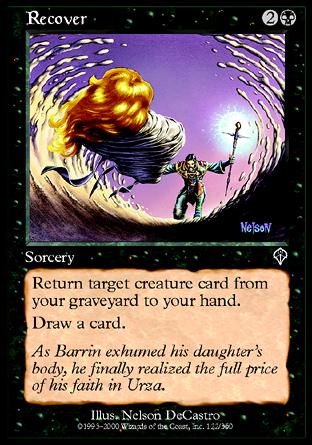 Recover 2
NELSON
Sorcery
Return target creature card from
your graveyard to your hand.
Draw a card.
As Barrin exhumed his daughter's
body, he finally realized the full price
of his faith in Urza.
Illus. Nelson DeCastro
©1993–2000 Wizards of the Coast, Inc. 122/350